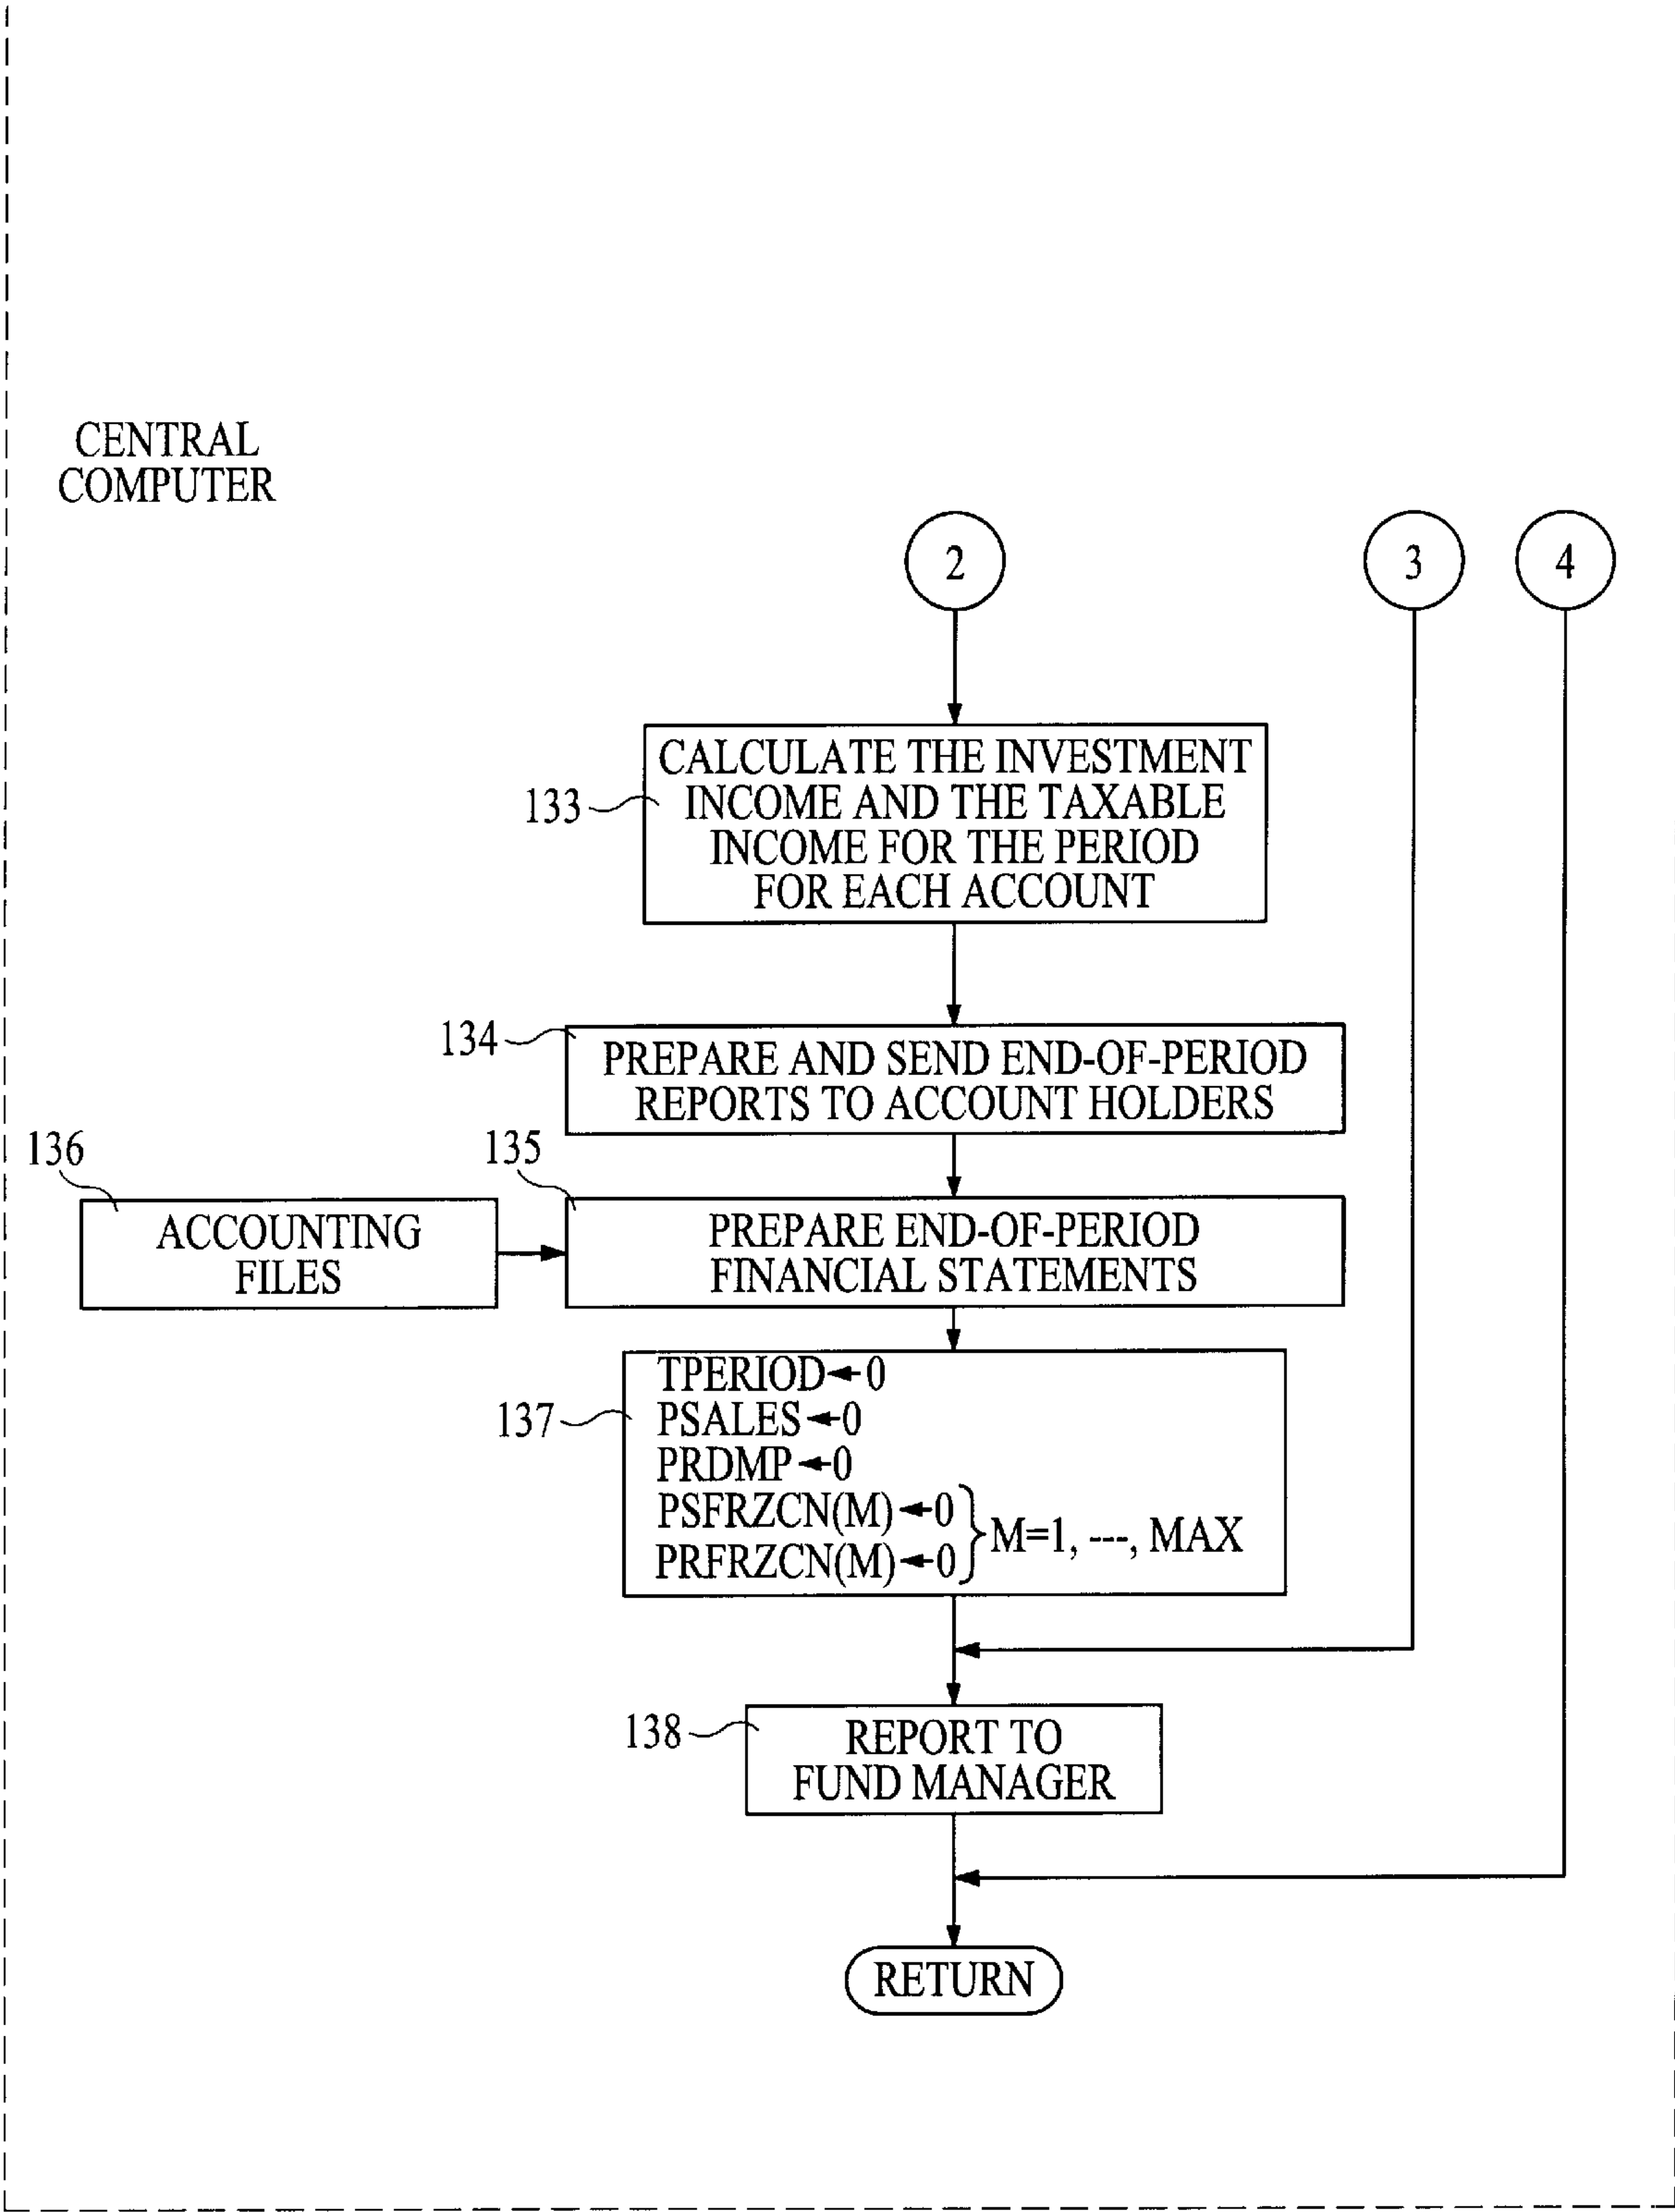 CENTRAL
COMPUTER
2
3
4
133
CALCULATE THE INVESTMENT
INCOME AND THE TAXABLE
INCOME FOR THE PERIOD
FOR EACH ACCOUNT
134
PREPARE AND SEND END-OF-PERIOD
REPORTS TO ACCOUNT HOLDERS
136
ACCOUNTING
FILES
135
PREPARE END-OF-PERIOD
FINANCIAL STATEMENTS
137
TPERIOD←0
PSALES←0
PRDMP←0
PSFRZCN(M)←0
PRFRZCN(M)←0
M=1, ---, MAX
138
REPORT TO
FUND MANAGER
RETURN